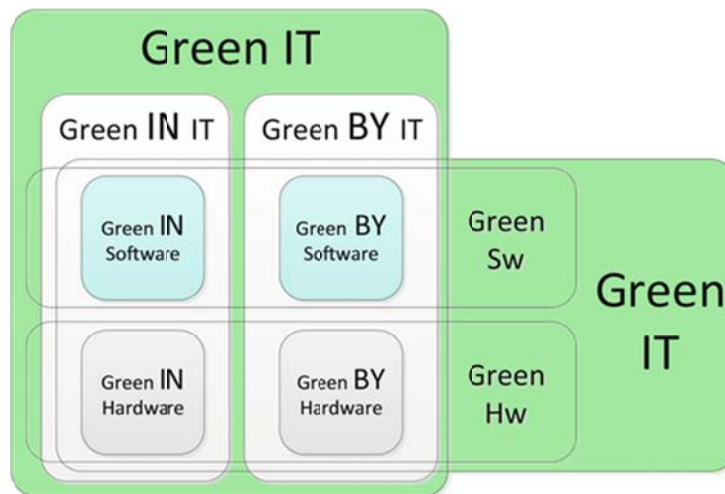 Green IT
Green IN IT
Green BY IT
Green IN
Software
Green BY
Software
Green
Sw
Green
IT
Green IN
Hardware
Green BY
Hardware
Green
Hw